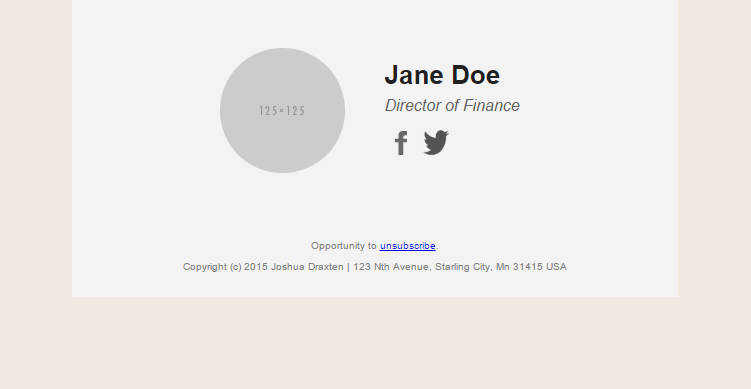 125×125
Jane Doe
Director of Finance
Opportunity to unsubscribe.
Copyright (c) 2015 Joshua Draxten | 123 Nth Avenue, Starling City, Mn 31415 USA